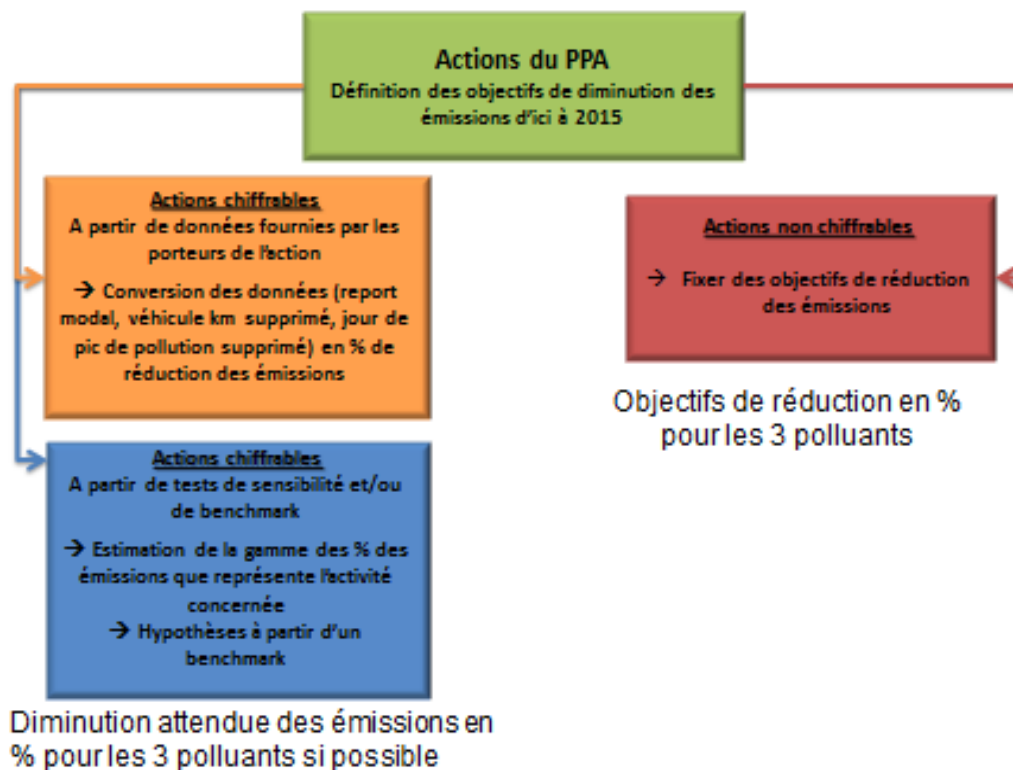 Actions du PPA
Définition des objectifs de diminution des
émissions d'ici à 2015
Actions chiffrables
A partir de données fournies par les
porteurs de l'action
→ Conversion des données (report
modal, véhicule km supprimé, jour de
pic de pollution supprimé) en % de
réduction des émissions
Actions chiffrables
A partir de tests de sensibilité et/ou
de benchmark
→ Estimation de la gamme des % des
émissions que représente l'activité
concernée
→ Hypothèses à partir d'un
benchmark
Diminution attendue des émissions en
% pour les 3 polluants si possible
Actions non chiffrables
→ Fixer des objectifs de réduction
des émissions
Objectifs de réduction en %
pour les 3 polluants